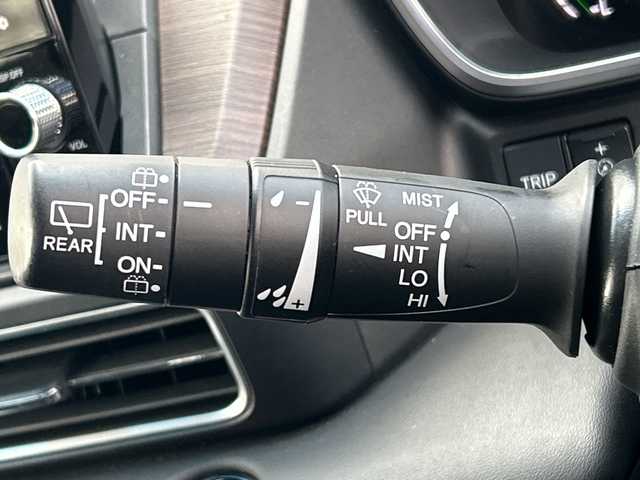 VOL
REAR
OFF
INT
ON
− +
PULL
MIST
OFF
INT
LO
HI
TRIP
+